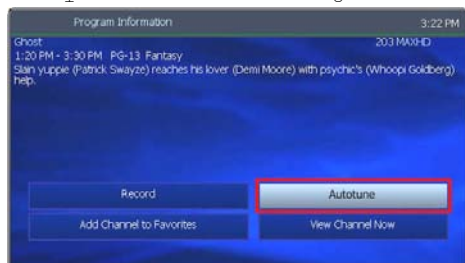 Program Information 3:22 PM
Ghost 203 MAXHD
1:20 PM - 3:30 PM PG-13 Fantasy
Slain yuppie (Patrick Swayze) reaches his lover (Demi Moore) with psychic's (Whoopi Goldberg)
help.
Record Autotune
Add Channel to Favorites View Channel Now